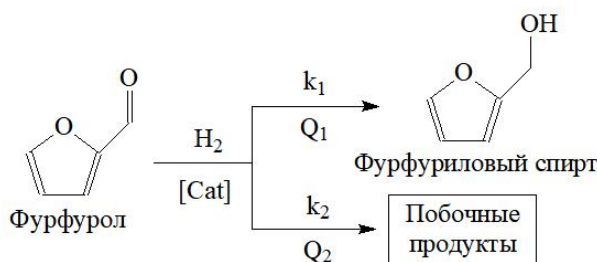 OH
O
O
O
k1
H2
Q1
[Cat]
Фурфуриловый спирт
Фурфурол
k2
Q2
Побочные
продукты